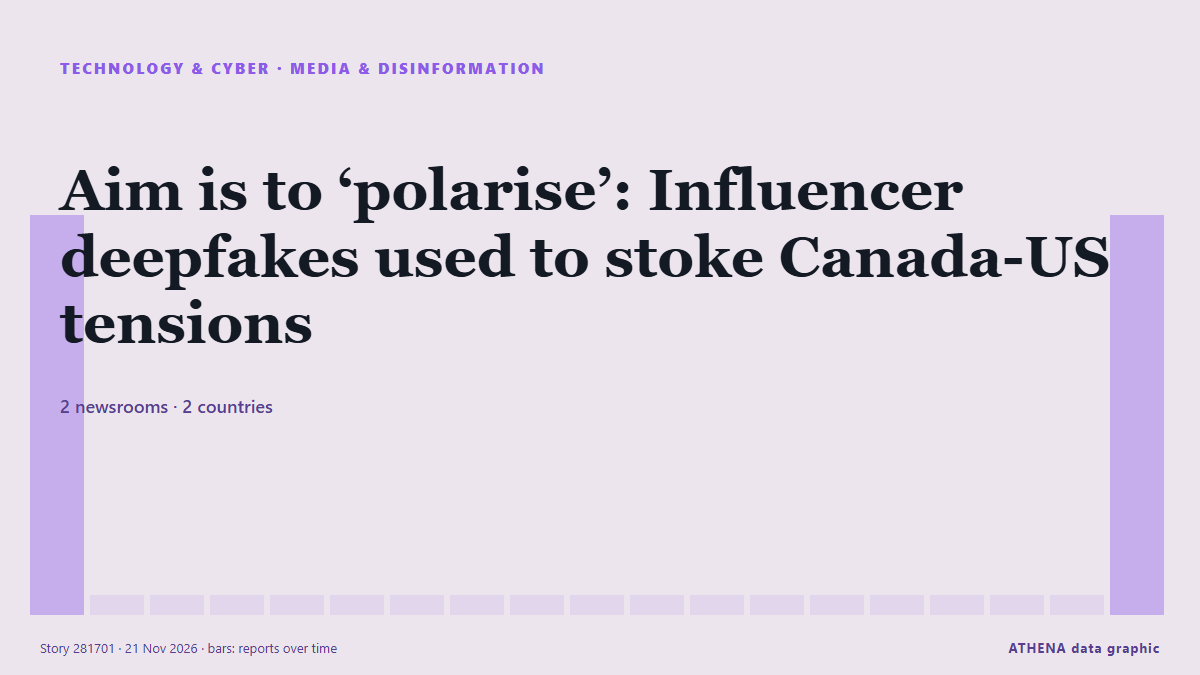 TECHNOLOGY & CYBER · MEDIA & DISINFORMATION
Aim is to ‘polarise’: Influencer
deepfakes used to stoke Canada-US
tensions
2 newsrooms · 2 countries
Story 281701 · 21 Nov 2026 · bars: reports over time
ATHENA data graphic